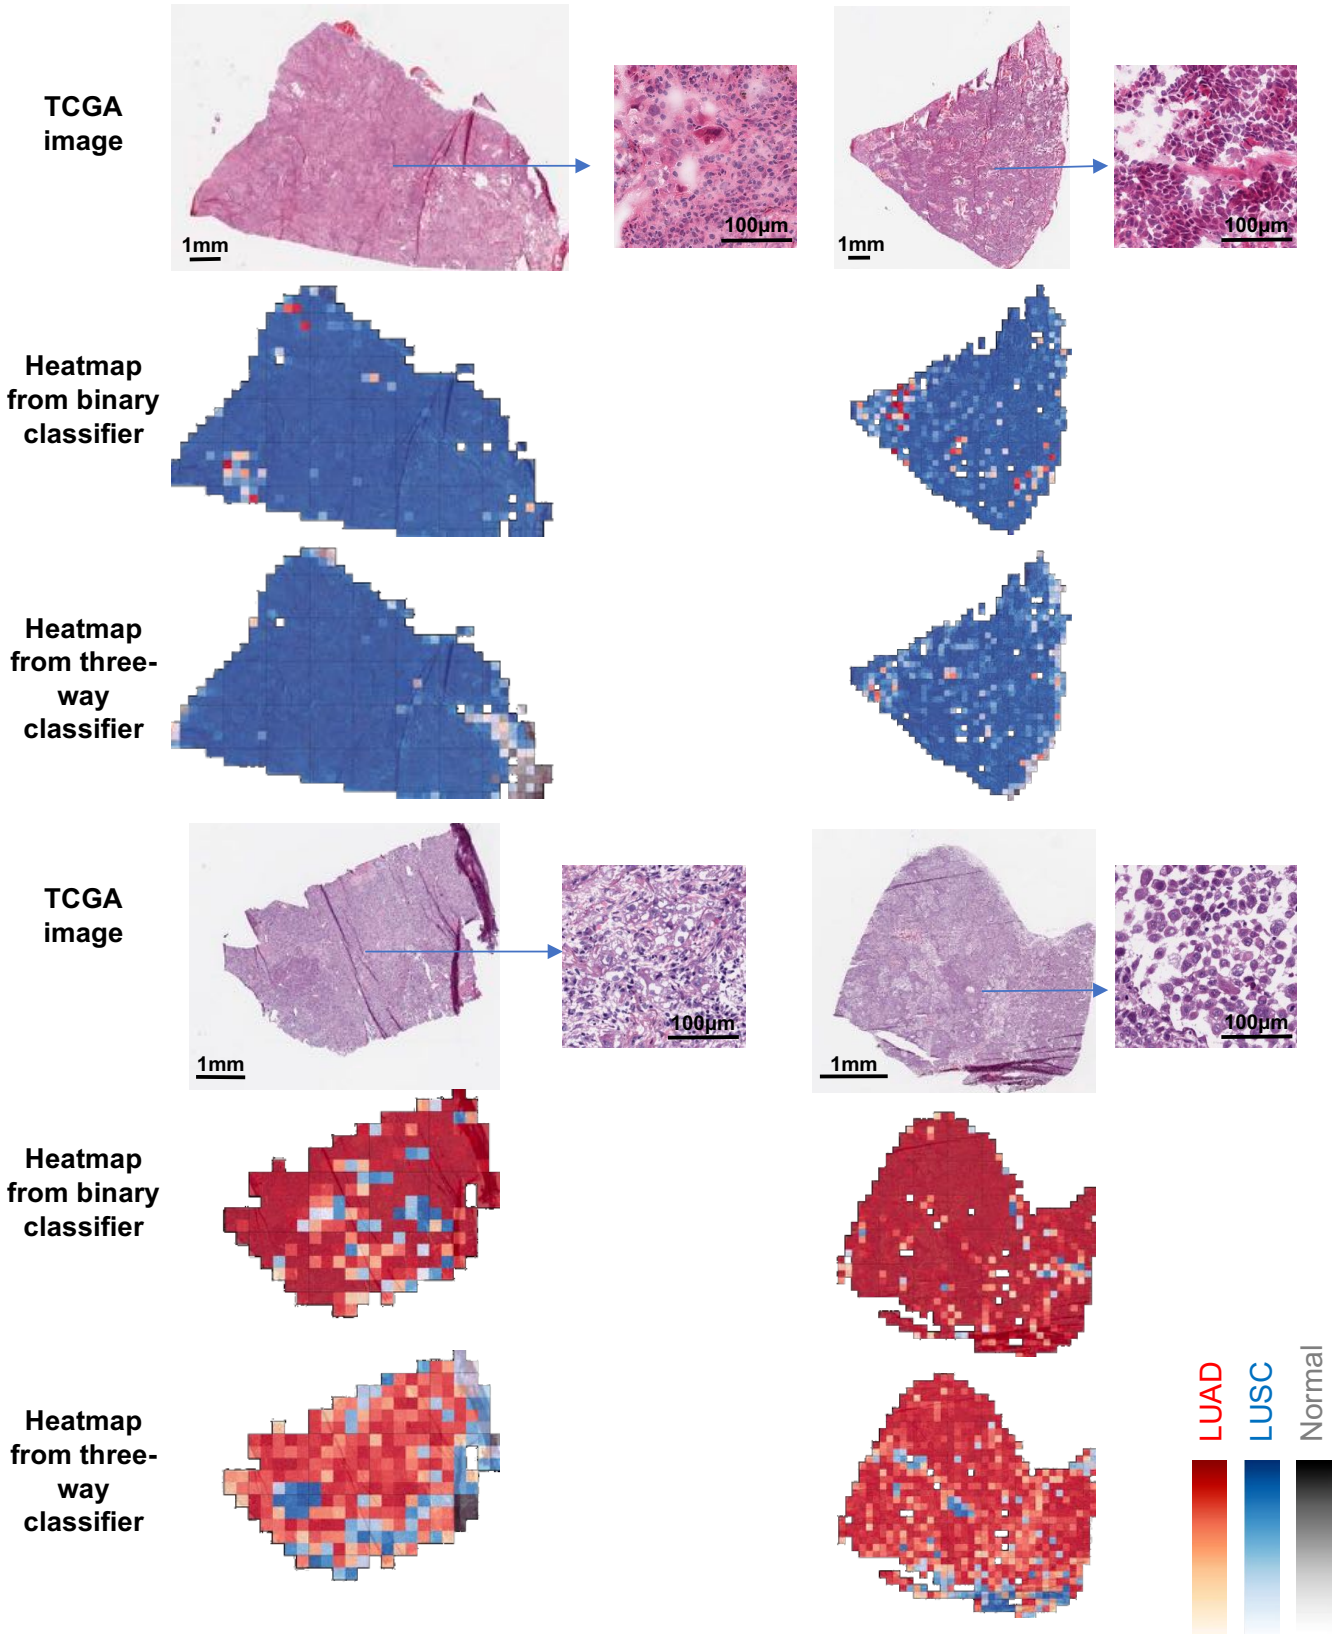 TCGA
image
1mm
100µm
1mm
100µm
Heatmap
from binary
classifier
Heatmap
from three-
way
classifier
TCGA
image
1mm
100µm
1mm
100µm
Heatmap
from binary
classifier
Heatmap
from three-
way
classifier
LUAD
LUSC
Normal